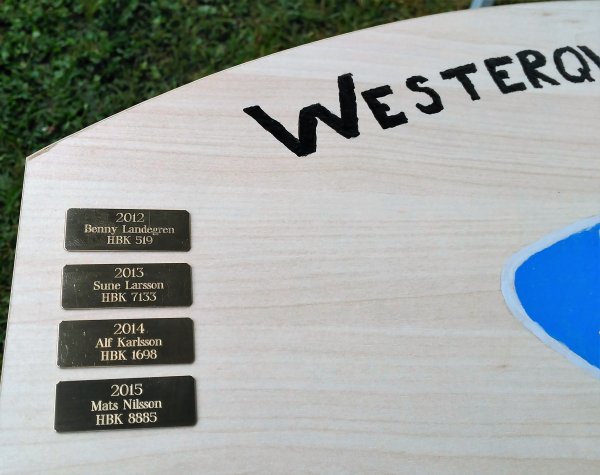 WESTERQV
2012
Benny Landegren
HBK 519
2013
Sune Larsson
HBK 7133
2014
Alf Karlsson
HBK 1698
2015
Mats Nilsson
HBK 8885